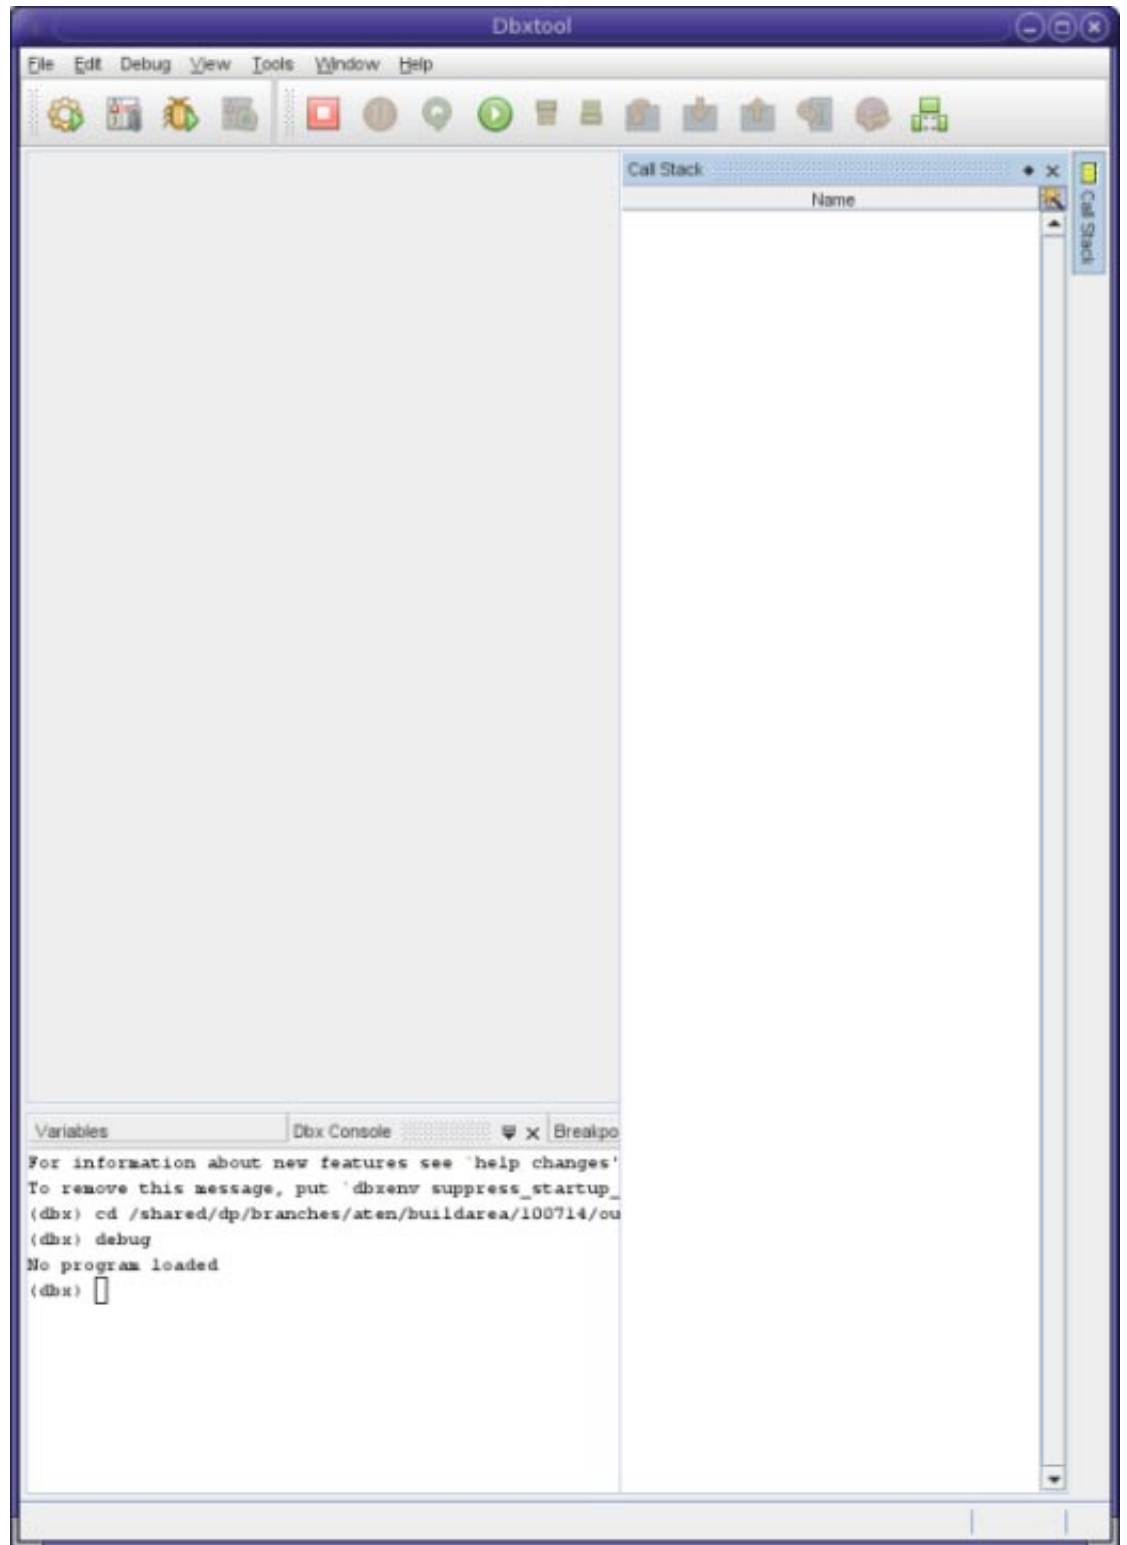 Dbxtool
File Edit Debug View Tools Window Help
Call Stack
Name
Call Stack
Variables Dbx Console Breakpo
For information about new features see `help changes'
To remove this message, put `dbxenv suppress_startup_
(dbx) cd /shared/dp/branches/aten/buildarea/100714/ou
(dbx) debug
No program loaded
(dbx)